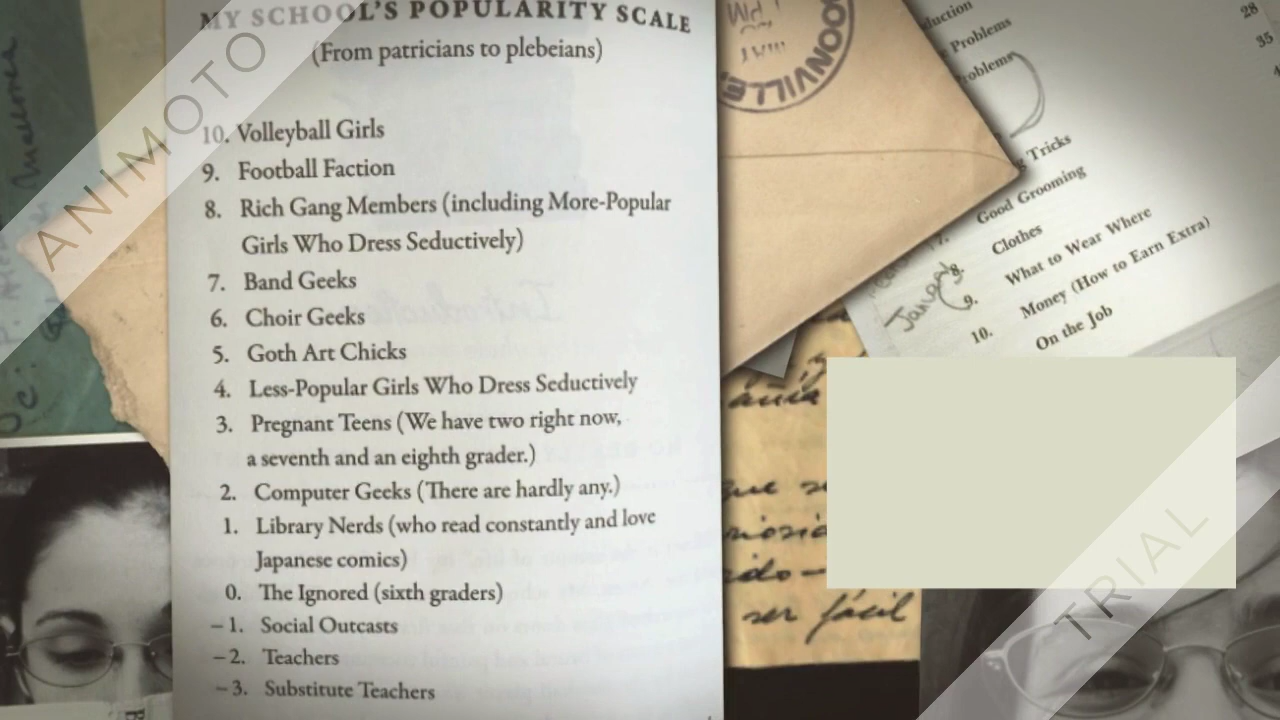 MY SCHOOL'S POPULARITY SCALE
(From patricians to plebeians)
10. Volleyball Girls
9. Football Faction
8. Rich Gang Members (including More-Popular
Girls Who Dress Seductively)
7. Band Geeks
6. Choir Geeks
5. Goth Art Chicks
4. Less-Popular Girls Who Dress Seductively
3. Pregnant Teens (We have two right now,
a seventh and an eighth grader.)
2. Computer Geeks (There are hardly any.)
1. Library Nerds (who read constantly and love
Japanese comics)
0. The Ignored (sixth graders)
–1. Social Outcasts
–2. Teachers
–3. Substitute Teachers
ANIMOTO
28
35
Problems
Tricks
Good Grooming
8. Clothes
9. What to Wear Where
10. Money (How to Earn Extra)
On the Job
ser fácil
TRIAL